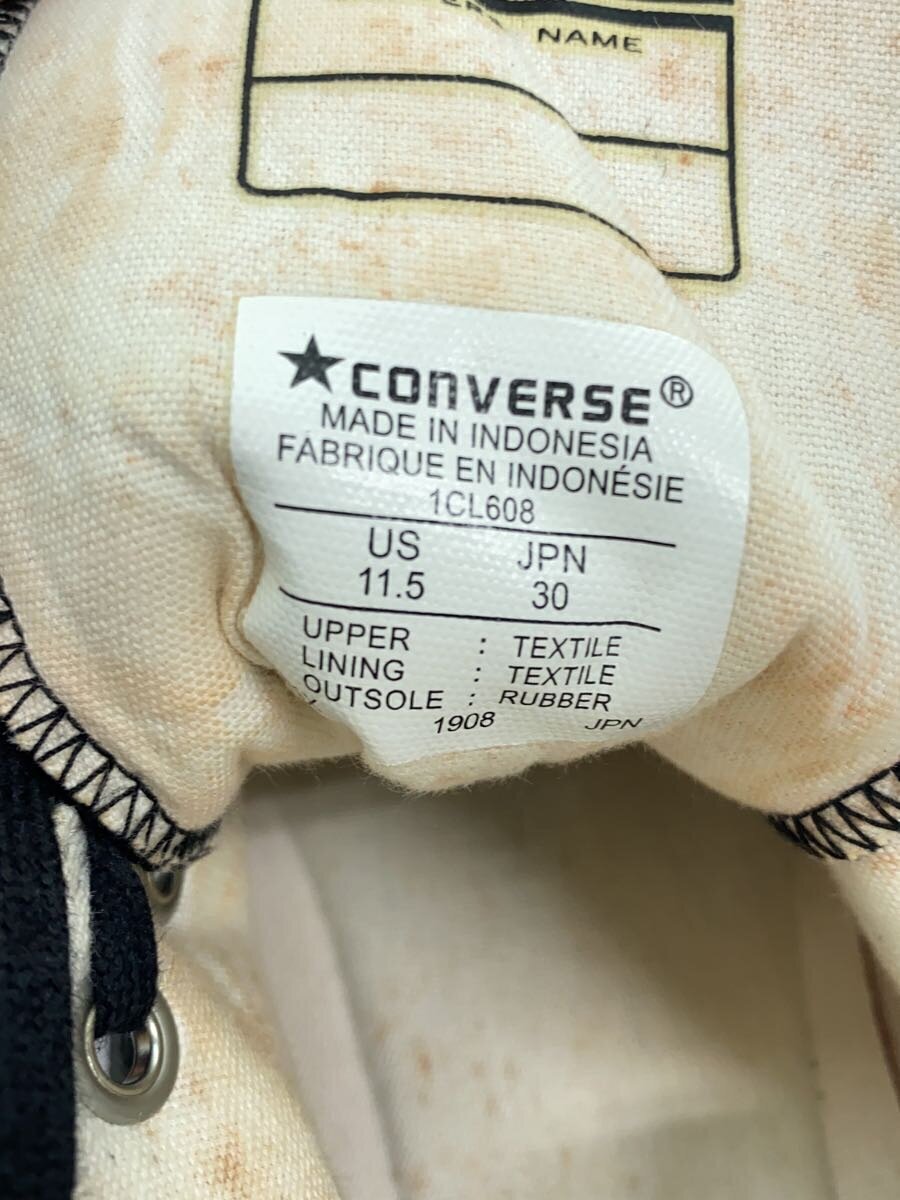 NAME
★CONVERSE®
MADE IN INDONESIA
FABRIQUE EN INDONÉSIE
1CL608
US JPN
11.5 30
UPPER : TEXTILE
LINING : TEXTILE
OUTSOLE : RUBBER
1908 JPN